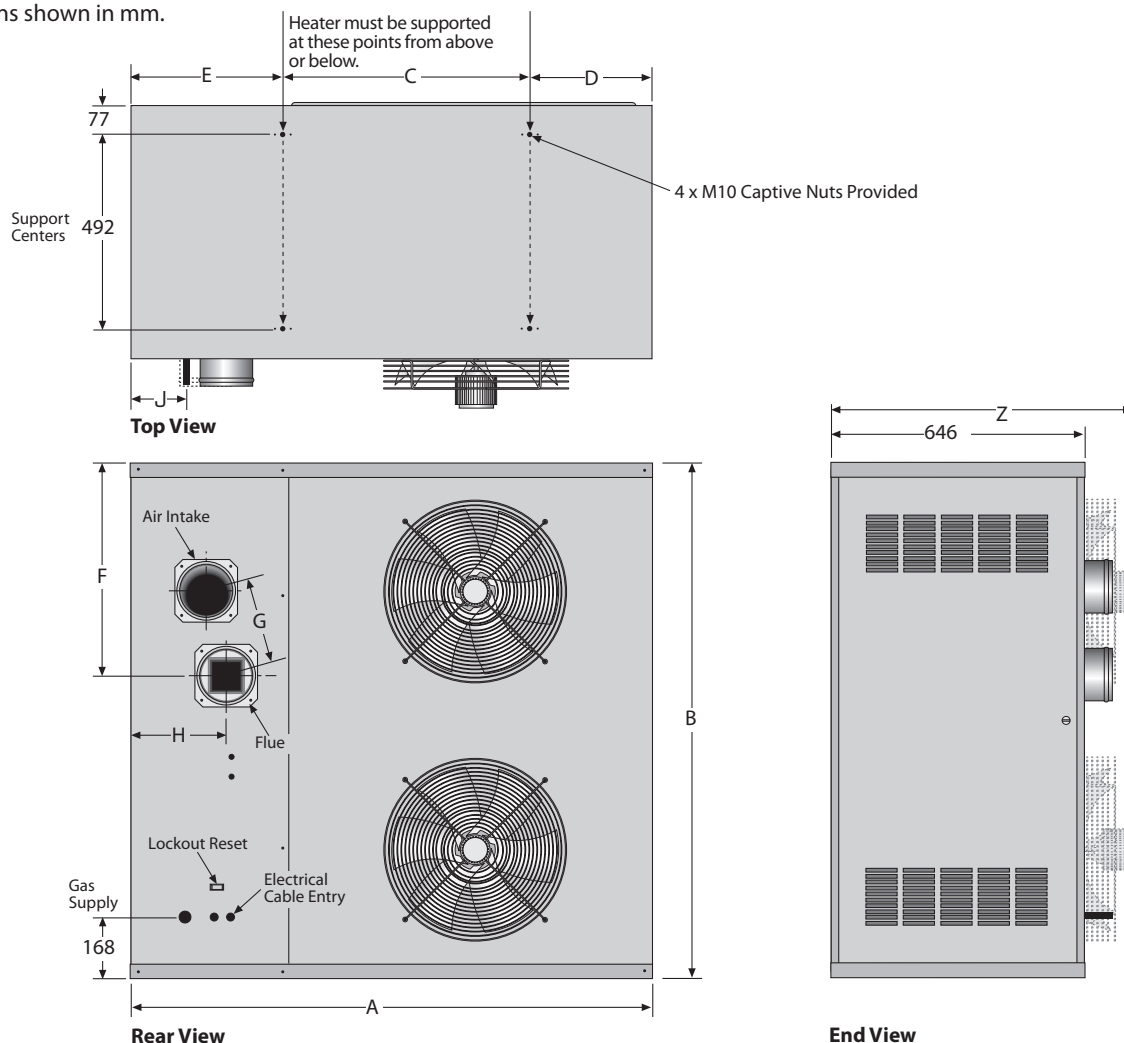 ns shown in mm.
Heater must be supported
at these points from above
or below.
E
C
D
77
Support
Centers
492
4 x M10 Captive Nuts Provided
J
Top View
Z
646
Air Intake
F
G
B
H
Flue
Lockout Reset
Electrical
Cable Entry
Gas
Supply
168
A
Rear View
End View